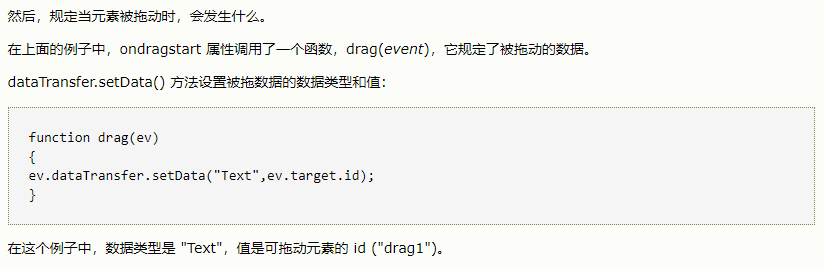 然后，规定当元素被拖动时，会发生什么。
在上面的例子中，ondragstart 属性调用了一个函数，drag(event)，它规定了被拖动的数据。
dataTransfer.setData() 方法设置被拖数据的数据类型和值：
function drag(ev)
{
ev.dataTransfer.setData("Text",ev.target.id);
}
在这个例子中，数据类型是 "Text"，值是可拖动元素的 id ("drag1")。